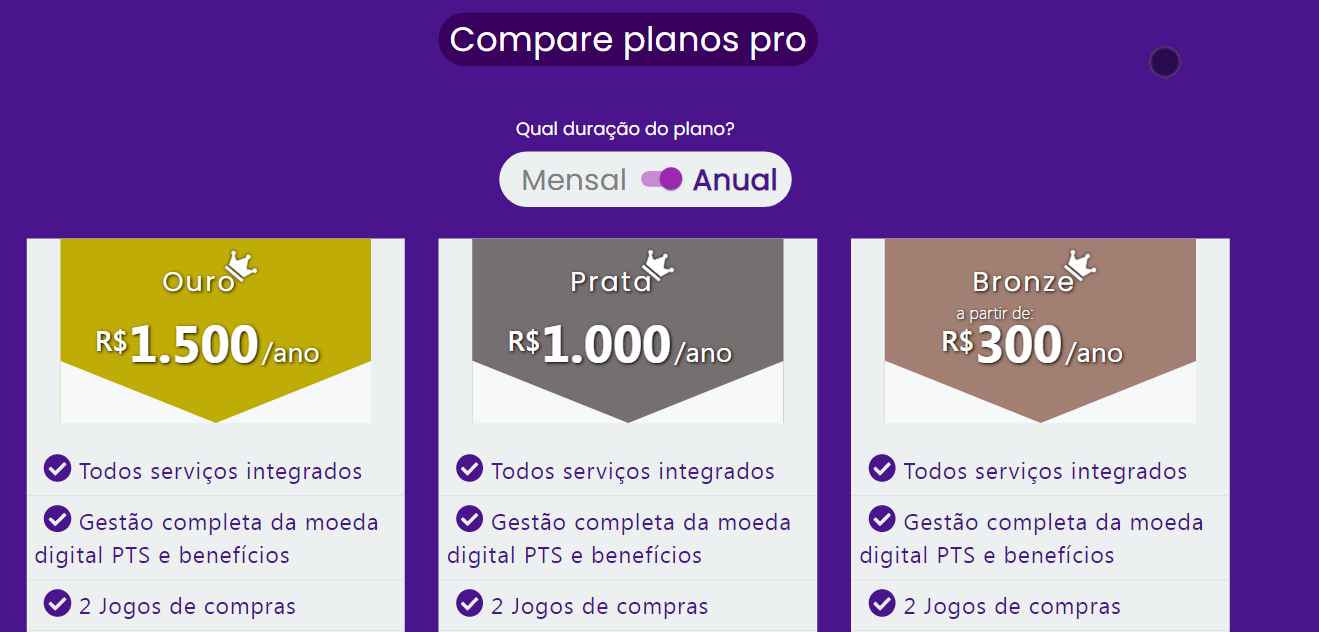 Compare planos pro
Qual duração do plano?
Mensal Anual
Ouro
R$1.500/ano
Todos serviços integrados
Gestão completa da moeda
digital PTS e benefícios
2 Jogos de compras
Prata
R$1.000/ano
Todos serviços integrados
Gestão completa da moeda
digital PTS e benefícios
2 Jogos de compras
Bronze
a partir de:
R$300/ano
Todos serviços integrados
Gestão completa da moeda
digital PTS e benefícios
2 Jogos de compras